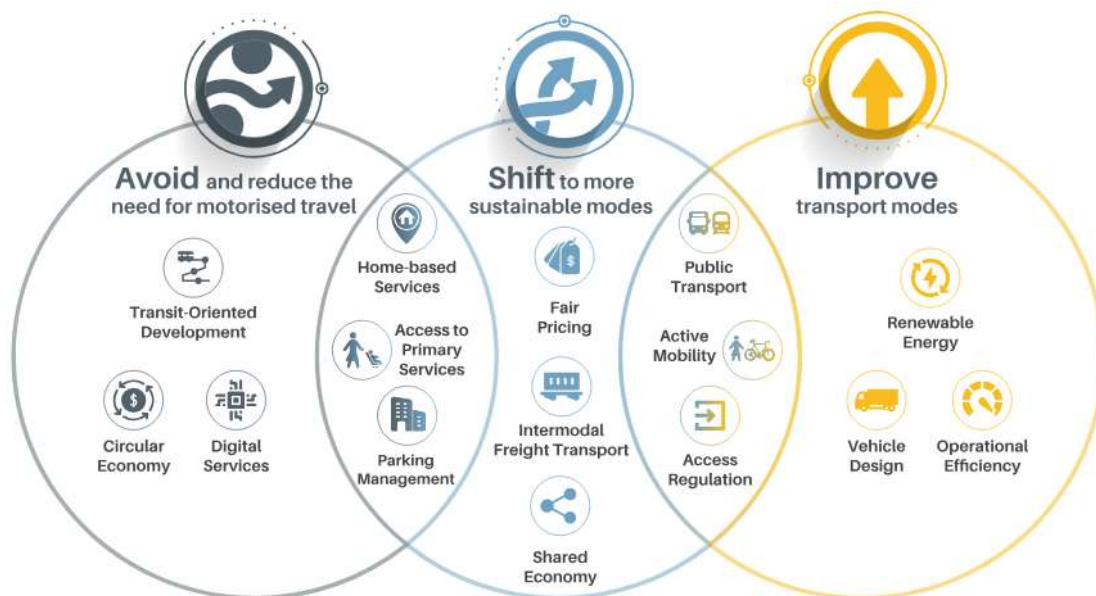 Avoid and reduce the
need for motorised travel
Transit-Oriented
Development
Circular
Economy
Digital
Services
Home-based
Services
Access to
Primary
Services
Parking
Management
Shift to more
sustainable modes
$
Fair
Pricing
Intermodal
Freight Transport
Shared
Economy
Public
Transport
Active
Mobility
Access
Regulation
Improve
transport modes
Renewable
Energy
Vehicle
Design
Operational
Efficiency
$